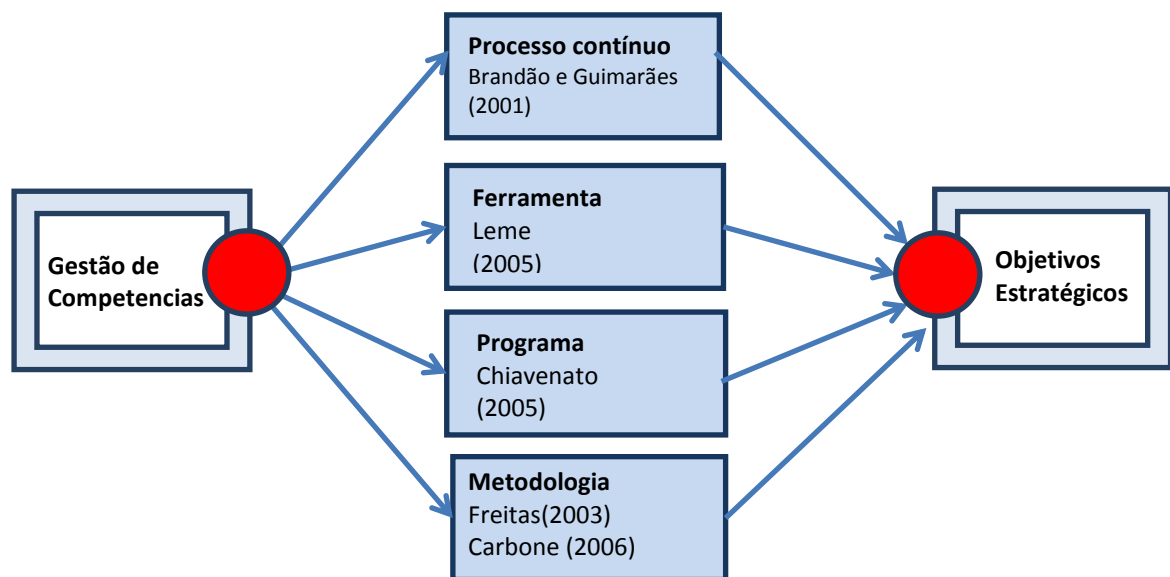 Processo contínuo
Brandão e Guimarães
(2001)
Gestão de
Competencias
Ferramenta
Leme
(2005)
Programa
Chiavenato
(2005)
Metodologia
Freitas(2003)
Carbone (2006)
Objetivos
Estratégicos